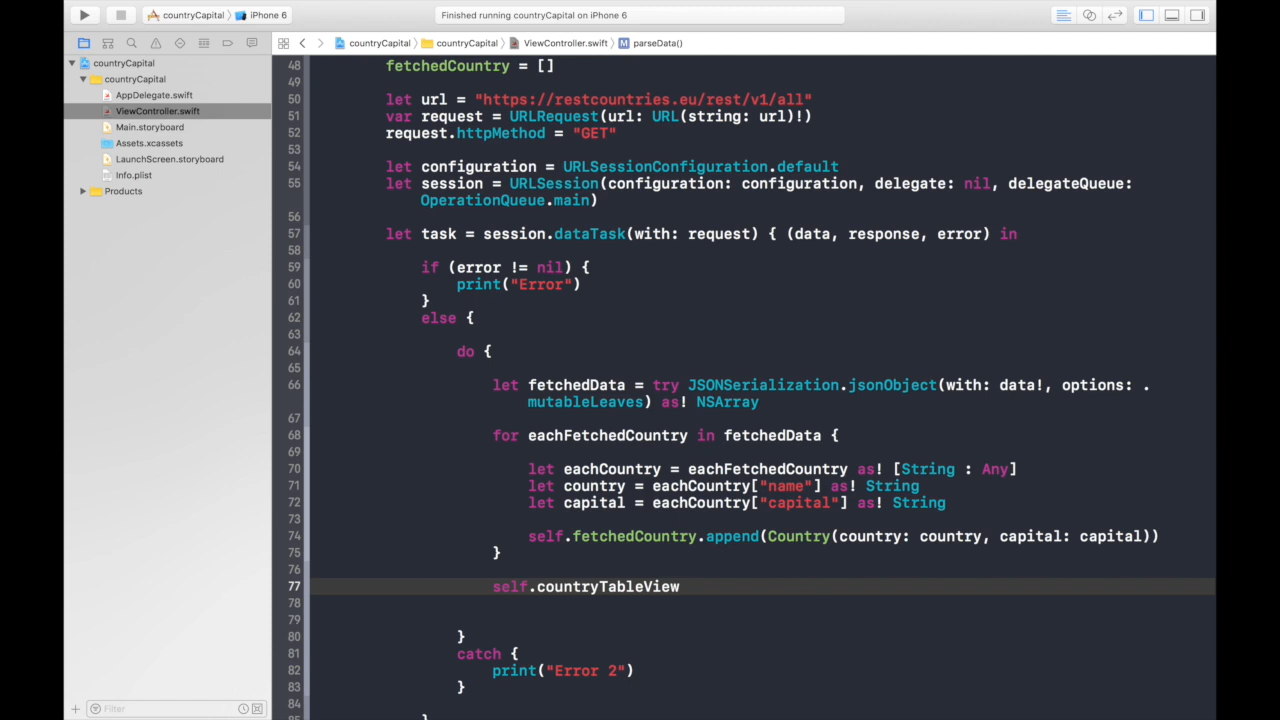 countryCapital iPhone 6 Finished running countryCapital on iPhone 6
countryCapital countryCapital ViewController.swift M parseData()
countryCapital
countryCapital
AppDelegate.swift
ViewController.swift
Main.storyboard
Assets.xcassets
LaunchScreen.storyboard
Info.plist
Products
Filter
48 fetchedCountry = []
49
50 let url = "https://restcountries.eu/rest/v1/all"
51 var request = URLRequest(url: URL(string: url)!)
52 request.httpMethod = "GET"
53
54 let configuration = URLSessionConfiguration.default
55 let session = URLSession(configuration: configuration, delegate: nil, delegateQueue:
OperationQueue.main)
56
57 let task = session.dataTask(with: request) { (data, response, error) in
58
59 if (error != nil) {
60 print("Error")
61 }
62 else {
63
64 do {
65
66 let fetchedData = try JSONSerialization.jsonObject(with: data!, options: .
mutableLeaves) as! NSArray
67
68 for eachFetchedCountry in fetchedData {
69
70 let eachCountry = eachFetchedCountry as! [String : Any]
71 let country = eachCountry["name"] as! String
72 let capital = eachCountry["capital"] as! String
73
74 self.fetchedCountry.append(Country(country: country, capital: capital))
75 }
76
77 self.countryTableView
78
79
80 }
81 catch {
82 print("Error 2")
83 }
84
85 }